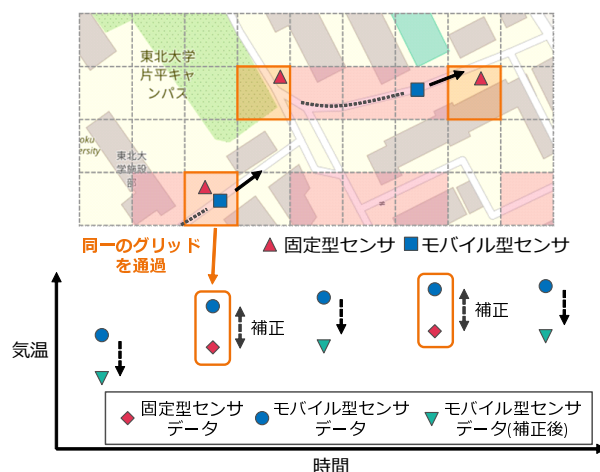 東北大学
片平キャ
ンパス
oku
ersity
東北大
学施設
部
同一のグリッド
を通過
固定型センサ
モバイル型センサ
補正
補正
気温
固定型センサ
データ
モバイル型センサ
データ
モバイル型センサ
データ(補正後)
時間